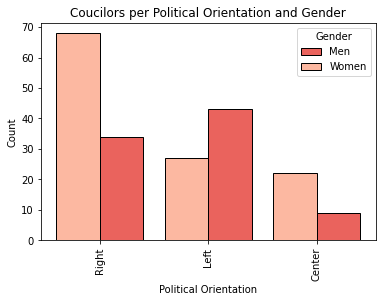 Coucilors per Political Orientation and Gender
Gender
Men
Women
Count
70
60
50
40
30
20
10
0
Right
Left
Center
Political Orientation